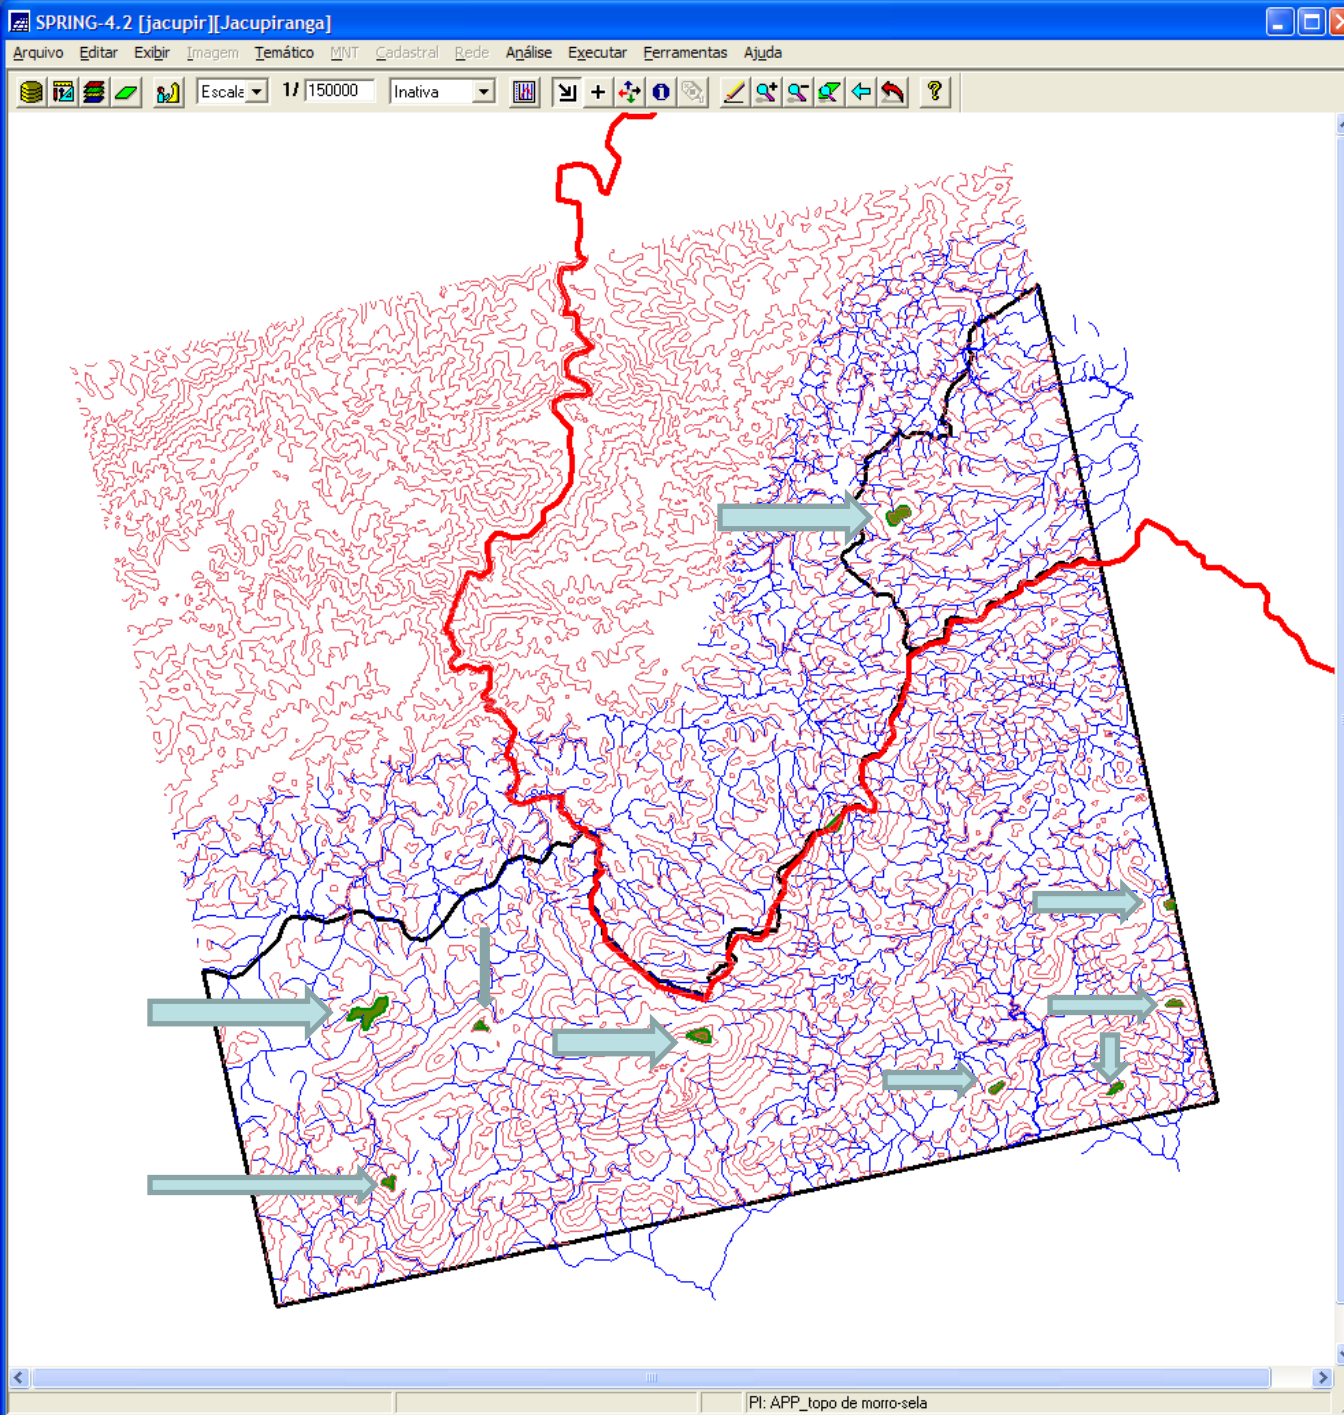 SPRING-4.2 [jacupir][Jacupiranga]
Arquivo Editar Exibir Imagem Temático MNT Cadastral Rede Análise Executar Ferramentas Ajuda
Escala 1/ 150000 Inativa
PI: APP_topo de morro-sela